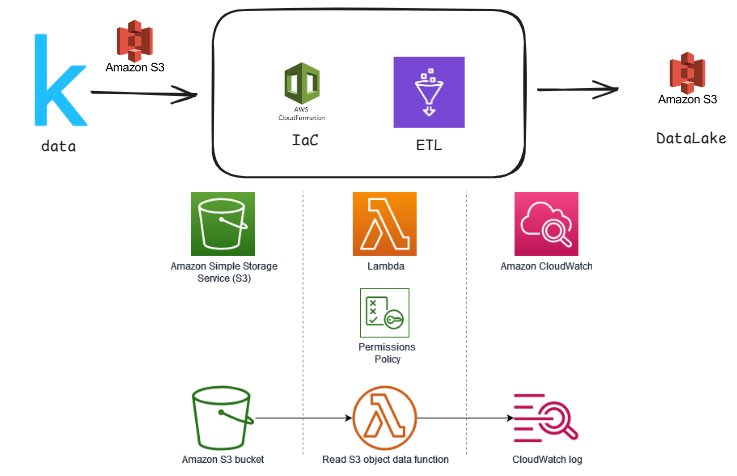 k
Amazon S3
data
AWS
CloudFormation
IaC
ETL
Amazon S3
DataLake
Amazon Simple Storage
Service (S3)
Lambda
Amazon CloudWatch
Permissions
Policy
Amazon S3 bucket
Read S3 object data function
CloudWatch log